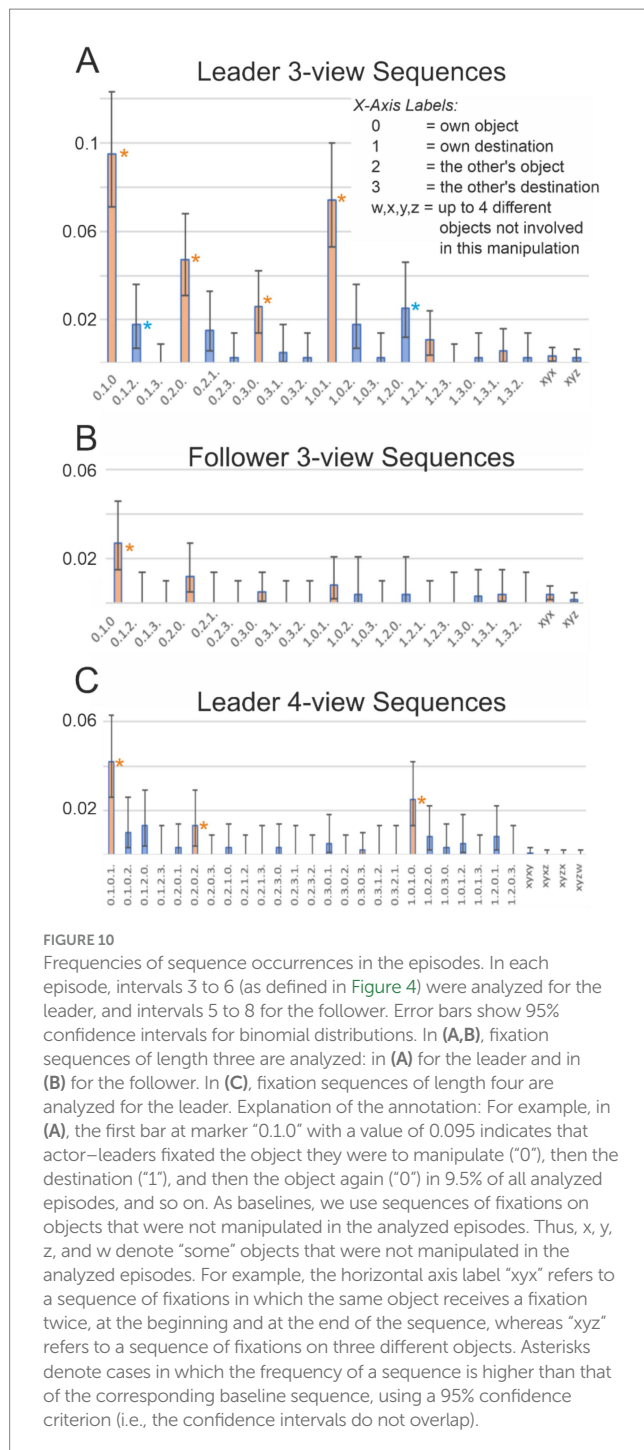 A
Leader 3-view Sequences
X-Axis Labels:
0 = own object
1 = own destination
2 = the other's object
3 = the other's destination
w,x,y,z = up to 4 different
objects not involved
in this manipulation
0.1
0.06
0.02
0.1.0
0.1.2.
0.1.3.
0.2.0.
0.2.1.
0.2.3.
0.3.0.
0.3.1.
0.3.2.
1.0.1.
1.0.2.
1.0.3.
1.2.0.
1.2.1.
1.2.3.
1.3.0.
1.3.1.
1.3.2.
xyx
xyz
B
Follower 3-view Sequences
0.06
0.02
0.1.0
0.1.2.
0.1.3.
0.2.0.
0.2.1.
0.2.3.
0.3.0.
0.3.1.
0.3.2.
1.0.1.
1.0.2.
1.0.3.
1.2.0.
1.2.1.
1.2.3.
1.3.0.
1.3.1.
1.3.2.
xyx
xyz
C
Leader 4-view Sequences
0.06
0.02
0.1.0.1.
0.1.0.2.
0.1.2.0.
0.1.2.3.
0.2.0.1.
0.2.0.2.
0.2.0.3.
0.2.1.0.
0.2.1.2.
0.2.1.3.
0.2.3.0.
0.2.3.1.
0.2.3.2.
0.3.0.1.
0.3.0.2.
0.3.0.3.
0.3.1.2.
0.3.2.1.
1.0.1.0.
1.0.2.0.
1.0.3.0.
1.0.1.2.
1.0.1.3.
1.2.0.1.
1.2.0.3.
xyxy
xyxz
xyzx
xyzw
FIGURE 10
Frequencies of sequence occurrences in the episodes. In each
episode, intervals 3 to 6 (as defined in Figure 4) were analyzed for the
leader, and intervals 5 to 8 for the follower. Error bars show 95%
confidence intervals for binomial distributions. In (A,B), fixation
sequences of length three are analyzed: in (A) for the leader and in
(B) for the follower. In (C), fixation sequences of length four are
analyzed for the leader. Explanation of the annotation: For example, in
(A), the first bar at marker “0.1.0” with a value of 0.095 indicates that
actor–leaders fixated the object they were to manipulate (“0”), then the
destination (“1”), and then the object again (“0”) in 9.5% of all analyzed
episodes, and so on. As baselines, we use sequences of fixations on
objects that were not manipulated in the analyzed episodes. Thus, x, y,
z, and w denote “some” objects that were not manipulated in the
analyzed episodes. For example, the horizontal axis label “xyx” refers to
a sequence of fixations in which the same object receives a fixation
twice, at the beginning and at the end of the sequence, whereas “xyz”
refers to a sequence of fixations on three different objects. Asterisks
denote cases in which the frequency of a sequence is higher than that
of the corresponding baseline sequence, using a 95% confidence
criterion (i.e., the confidence intervals do not overlap).